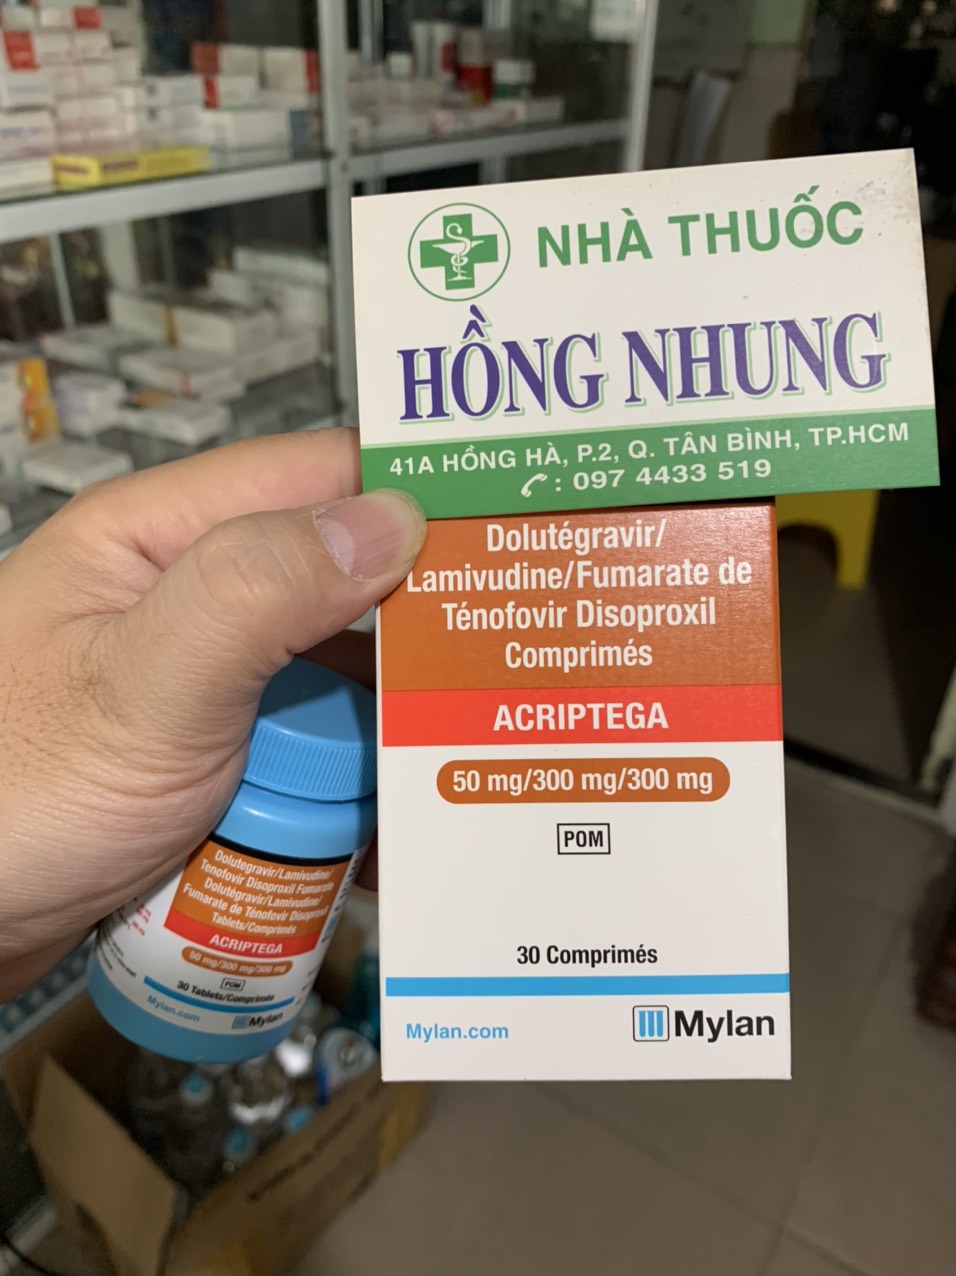 NHÀ THUỐC
HỒNG NHUNG
41A HỒNG HÀ, P.2, Q. TÂN BÌNH, TP.HCM
: 097 4433 519
Dolutégravir/
Lamivudine/Fumarate de
Ténofovir Disoproxil
Comprimés
ACRIPTEGA
50 mg/300 mg/300 mg
POM
30 Comprimés
Mylan.com
Mylan
Dolutegravir/Lamivudine/
Tenofovir Disoproxil Fumarate
Dolutégravir/Lamivudine/
Fumarate de Ténofovir Disoproxil
Tablets/Comprimés
ACRIPTEGA
50 mg/300 mg/300 mg
POM
30 Tablets/Comprimés
Mylan.com
Mylan